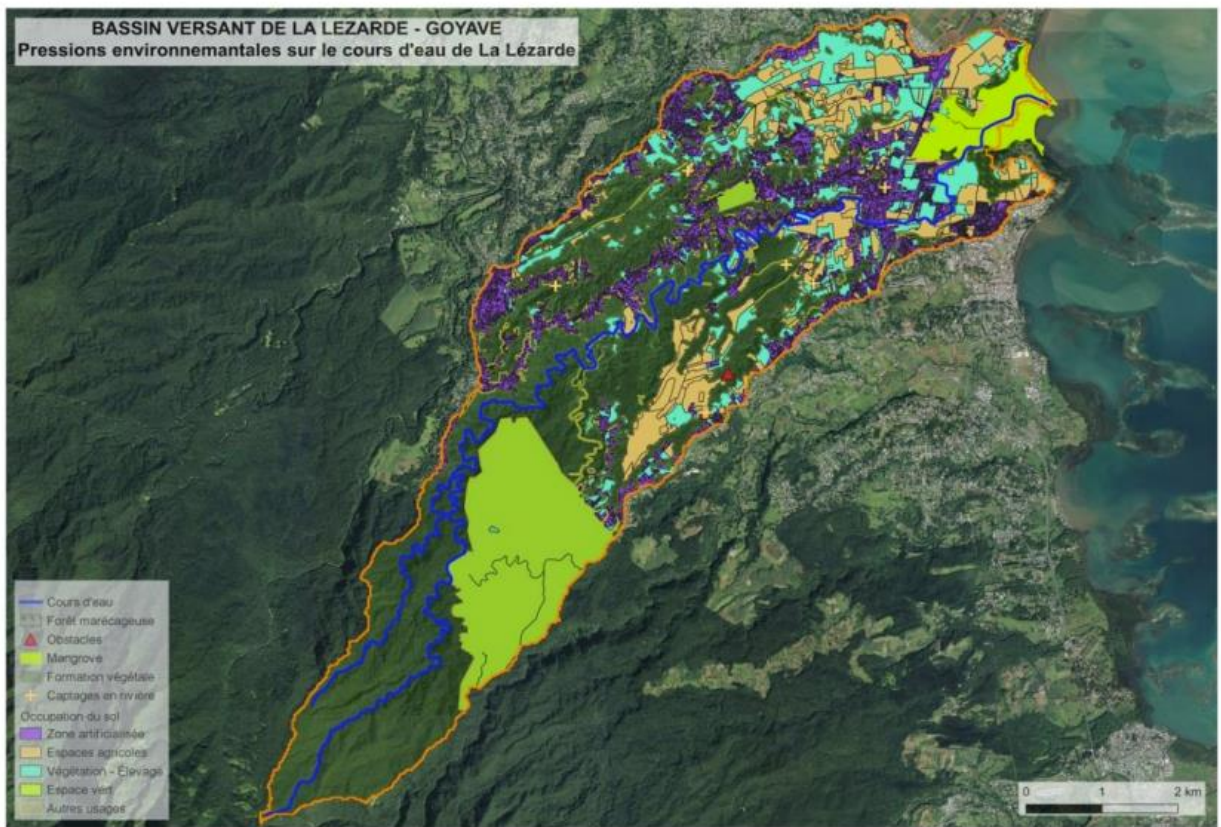 BASSIN VERSANT DE LA LEZARDE - GOYAVE
Pressions environnemantales sur le cours d'eau de La Lézarde
Cours d'eau
Forêt marécageuse
Obstacles
Mangrove
Formation végétale
Captages en rivière
Occupation du sol
Zone artificialisée
Espaces agricoles
Végétation - Élevage
Espace vert
Autres usages
0 1 2 km